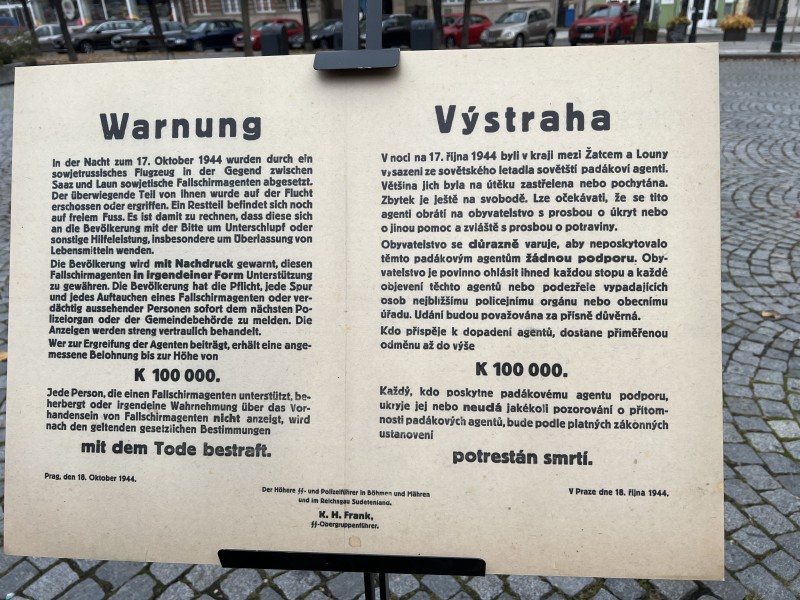 Warnung
In der Nacht zum 17. Oktober 1944 wurden durch ein
sowjetrussisches Flugzeug in der Gegend zwischen
Saaz und Laun sowjetische Fallschirmagenten abgesetzt.
Der überwiegende Teil von Ihnen wurde auf der Flucht
erschossen oder ergriffen. Ein Restteil befindet sich noch
auf freiem Fuss. Es ist damit zu rechnen, dass diese sich
an die Bevölkerung mit der Bitte um Unterschlupf oder
sonstige Hilfeleistung, insbesondere um Überlassung von
Lebensmitteln wenden.
Die Bevölkerung wird mit Nachdruck gewarnt, diesen
Fallschirmagenten in irgendeiner Form Unterstützung
zu gewähren. Die Bevölkerung hat die Pflicht, jede Spur
und jedes Auftauchen eines Fallschirmagenten oder ver-
dächtig aussehender Personen sofort dem nächsten Po-
lizeiorgan oder der Gemeindebehörde zu melden. Die
Anzeigen werden streng vertraulich behandelt.
Wer zur Ergreifung der Agenten beiträgt, erhält eine ange-
messene Belohnung bis zur Höhe von
K 100 000.
Jede Person, die einen Fallschirmagenten unterstützt, be-
herbergt oder irgendeine Wahrnehmung über das Vor-
handensein von Fallschirmagenten nicht anzeigt, wird
nach den geltenden gesetzlichen Bestimmungen
mit dem Tode bestraft.
Prag, den 18. Oktober 1944.
Výstraha
V noci na 17. října 1944 byli v kraji mezi Žatcem a Louny
vysazeni ze sovětského letadla sovětští padákoví agenti.
Většina jich byla na útěku zastřelena nebo pochytána.
Zbytek je ještě na svobodě. Lze očekávati, že se tito
agenti obrátí na obyvatelstvo s prosbou o úkryt nebo
o jinou pomoc a zvláště s prosbou o potraviny.
Obyvatelstvo se důrazně varuje, aby neposkytovalo
těmto padákovým agentům žádnou podporu. Oby-
vatelstvo je povinno ohlásit ihned každou stopu a každé
objevení těchto agentů nebo podezřele vypadajících
osob nejbližšímu policejnímu orgánu nebo obecnímu
úřadu. Udání budou považována za přísně důvěrná.
Kdo přispěje k dopadení agentů, dostane přiměřenou
odměnu až do výše
K 100 000.
Každý, kdo poskytne padákovému agentu podporu,
ukryje jej nebo neudá jakékoli pozorování o přítom-
nosti padákových agentů, bude podle platných zákonných
ustanovení
potrestán smrtí.
V Praze dne 18. října 1944.
Der Höhere SS- und Polizeiführer in Böhmen und Mähren
und im Reichsgau Sudetenland.
K. H. Frank,
SS-Obergruppenführer.